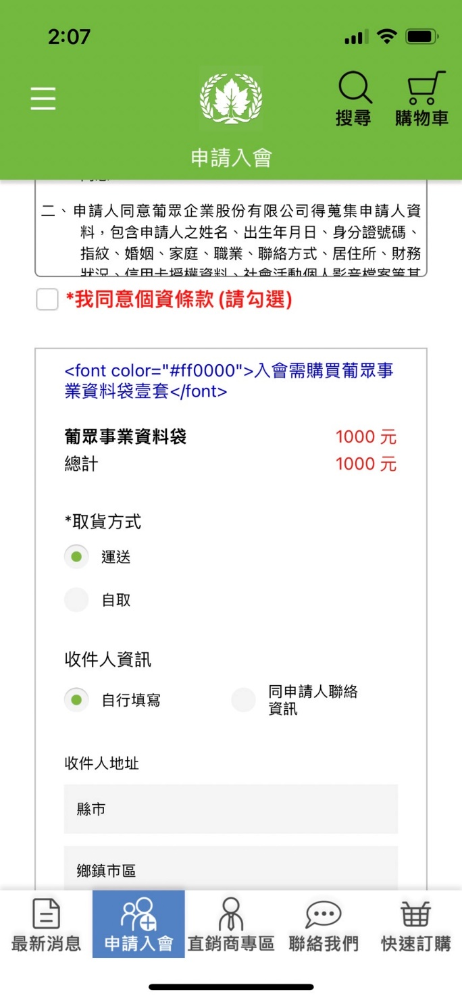 2:07
搜尋
購物車
申請入會
二、申請人同意葡眾企業股份有限公司得蒐集申請人資
料，包含申請人之姓名、出生年月日、身分證號碼、
指紋、婚姻、家庭、職業、聯絡方式、居住所、財務
狀況、信用卡授權資料、社會活動個人影音檔案等其
*我同意個資條款 (請勾選)
<font color="#ff0000">入會需購買葡眾事
業資料袋壹套</font>
葡眾事業資料袋 1000 元
總計 1000 元
*取貨方式
運送
自取
收件人資訊
自行填寫
同申請人聯絡
資訊
收件人地址
縣市
鄉鎮市區
最新消息 申請入會 直銷商專區 聯絡我們 快速訂購